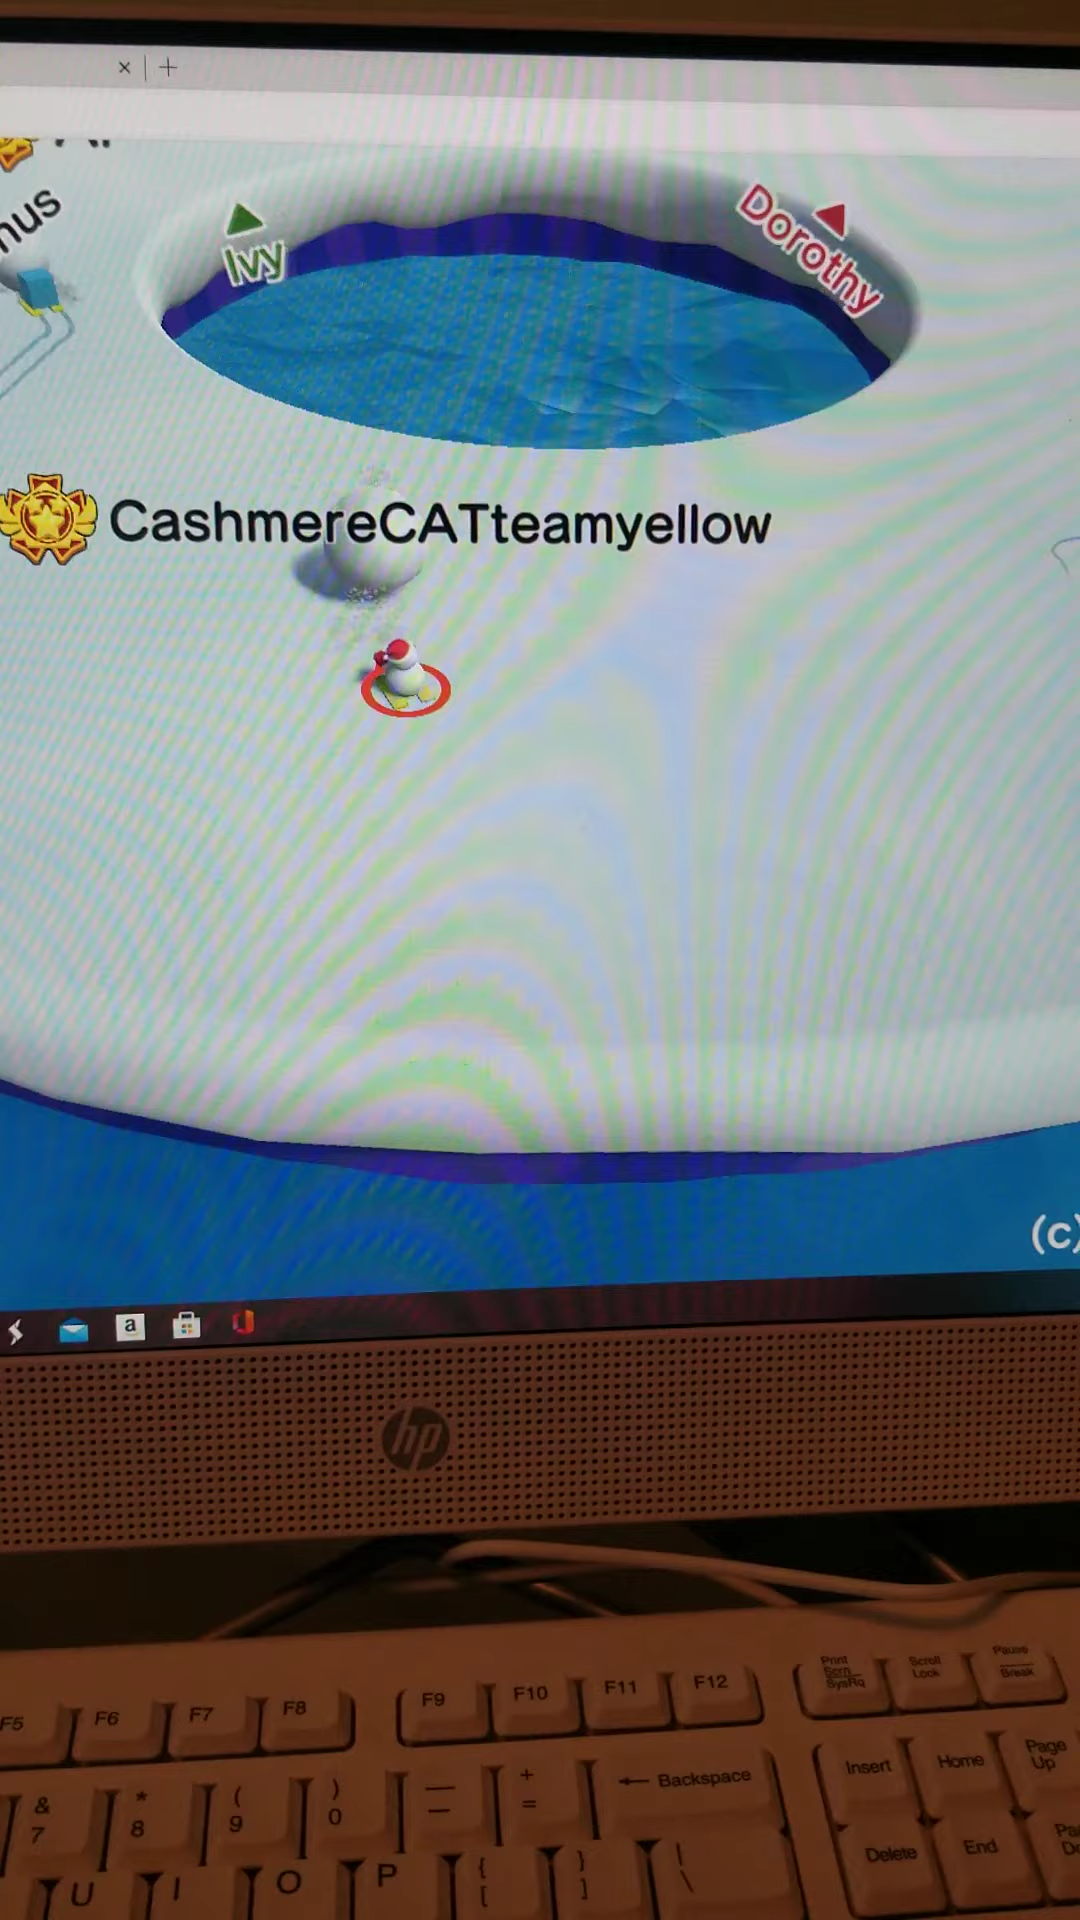 Ivy
Dorothy
CashmereCATteamyellow
(c)
a
hp
F5
F6
F7
F8
F9
F10
F11
F12
Print
Scrn
SysRq
Scroll
Lock
Pause
Break
&
7
*
8
(
9
)
0
—
–
+
=
← Backspace
Insert
Home
Page
Up
U
I
O
P
{
[
}
]
|
\
Delete
End